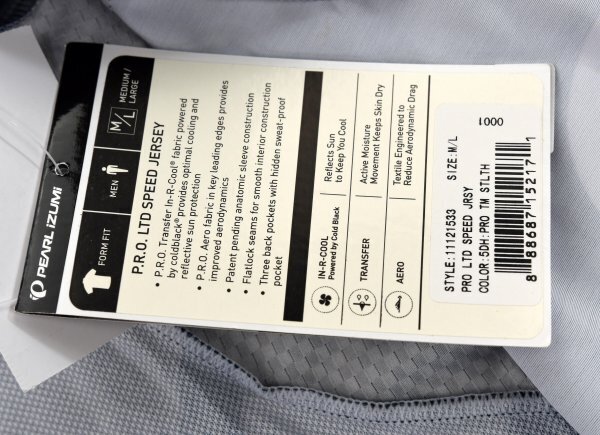 PEARL iZUMi
FORM FIT
MEN
M/L
MEDIUM /
LARGE
P.R.O. LTD SPEED JERSEY
• P.R.O. Transfer In-R-Cool® fabric powered
by coldblack® provides optimal cooling and
reflective sun protection
• P.R.O. Aero fabric in key leading edges provides
improved aerodynamics
• Patent pending anatomic sleeve construction
• Flatlock seams for smooth interior construction
• Three back pockets with hidden sweat-proof
pocket
IN-R-COOL
Powered by Cold Black
Reflects Sun
to Keep You Cool
TRANSFER
Active Moisture
Movement Keeps Skin Dry
AERO
Textile Engineered to
Reduce Aerodynamic Drag
STYLE:11121533 SIZE:M/L
PRO LTD SPEED JRSY
COLOR:5DH:PRO TM STLTH
8 88687 15217 1
1000